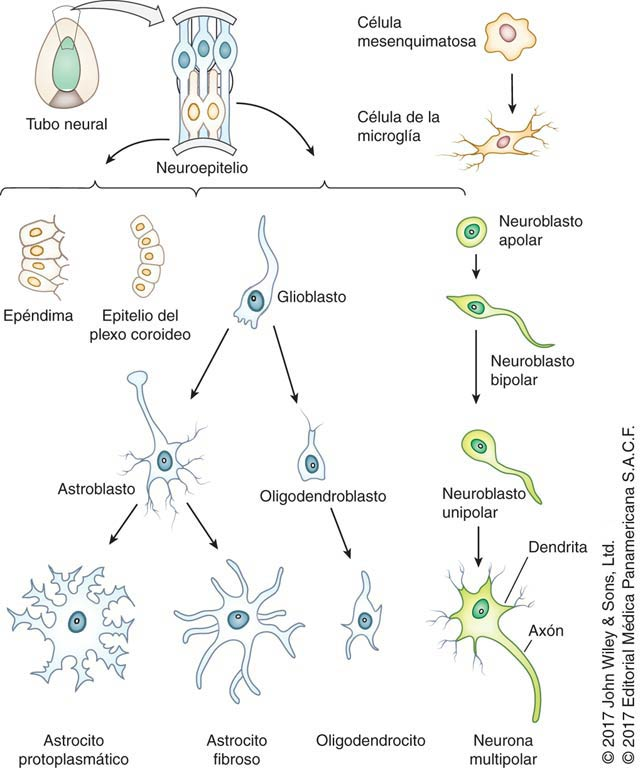 Célula
mesenquimatosa
Célula de la
microglía
Tubo neural
Neuroepitelio
Epéndima
Epitelio del
plexo coroideo
Glioblasto
Neuroblasto
apolar
Neuroblasto
bipolar
Astroblasto
Oligodendroblasto
Neuroblasto
unipolar
Dendrita
Axón
Astrocito
protoplasmático
Astrocito
fibroso
Oligodendrocito
Neurona
multipolar
© 2017 John Wiley & Sons, Ltd.
© 2017 Editorial Médica Panamericana S.A.C.F.